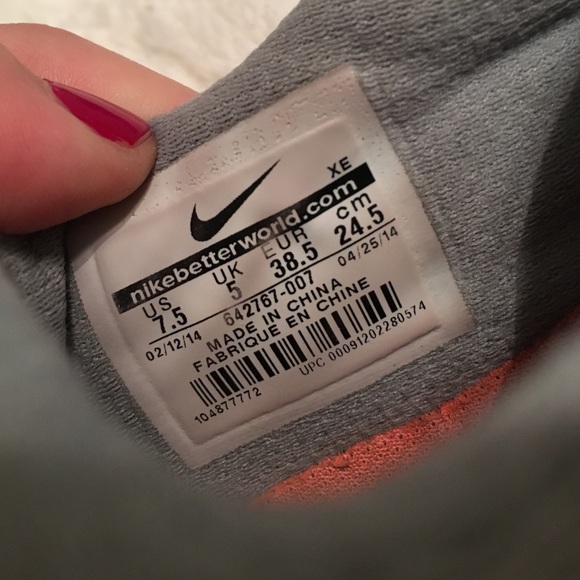 XE
nikebetterworld.com
US UK EUR cm
7.5 5 38.5 24.5
02/12/14 642767-007 04/25/14
MADE IN CHINA
FABRIQUE EN CHINE
104877772 UPC 00091202280574